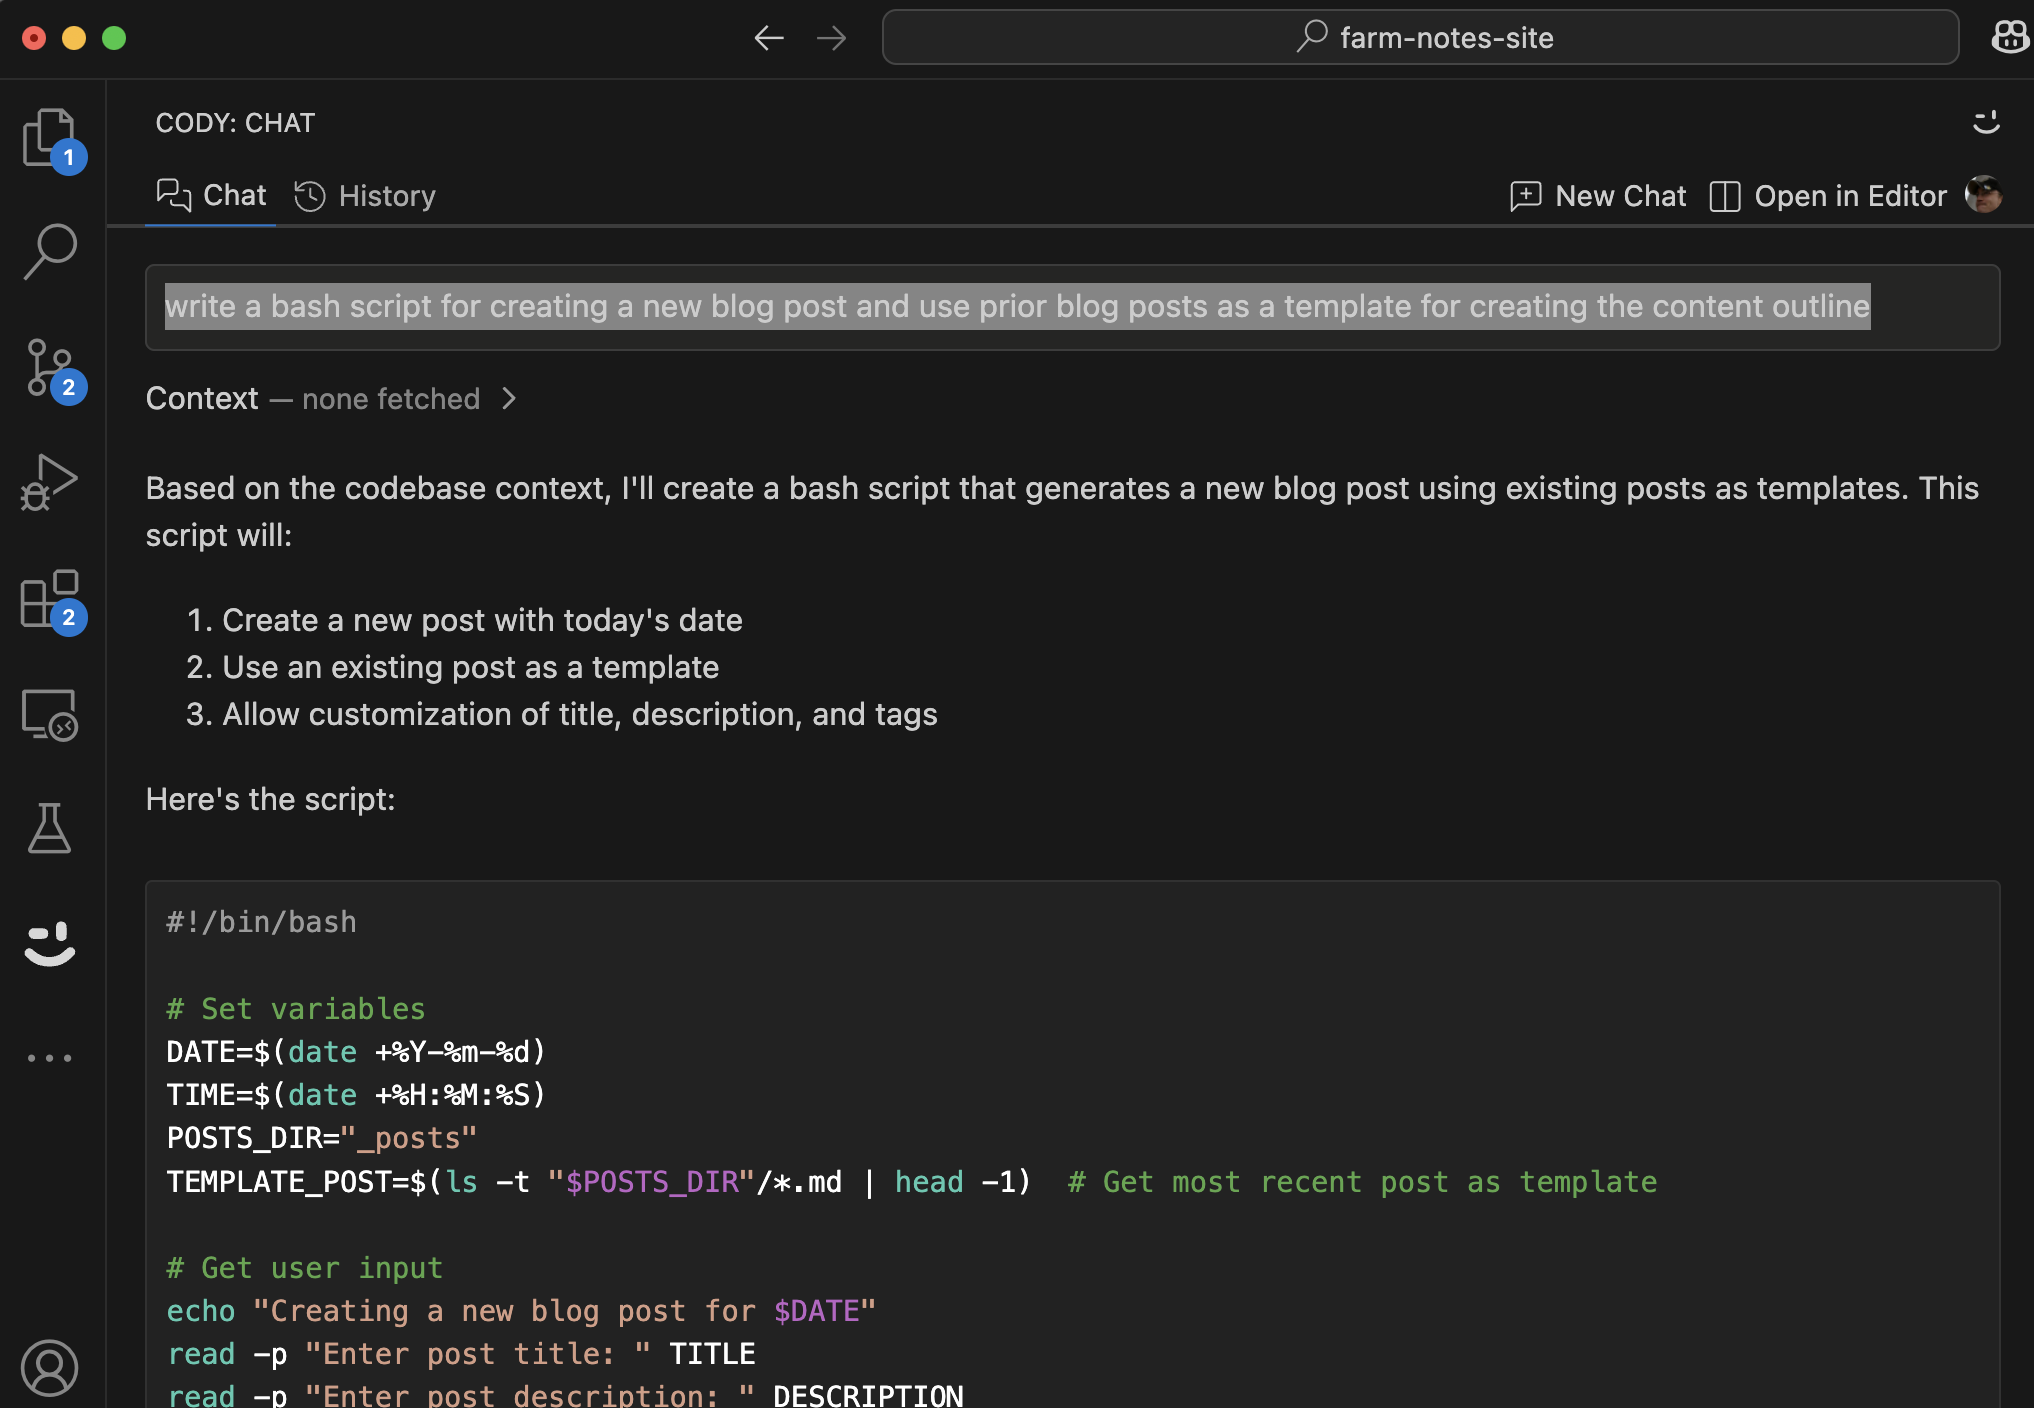 farm-notes-site
1
2
2
CODY: CHAT
Chat
History
New Chat
Open in Editor
write a bash script for creating a new blog post and use prior blog posts as a template for creating the content outline
Context — none fetched
Based on the codebase context, I'll create a bash script that generates a new blog post using existing posts as templates. This
script will:
1. Create a new post with today's date
2. Use an existing post as a template
3. Allow customization of title, description, and tags
Here's the script:
#!/bin/bash
# Set variables
DATE=$(date +%Y-%m-%d)
TIME=$(date +%H:%M:%S)
POSTS_DIR="_posts"
TEMPLATE_POST=$(ls -t "$POSTS_DIR"/*.md | head -1)  # Get most recent post as template
# Get user input
echo "Creating a new blog post for $DATE"
read -p "Enter post title: " TITLE
read -p "Enter post description: " DESCRIPTION